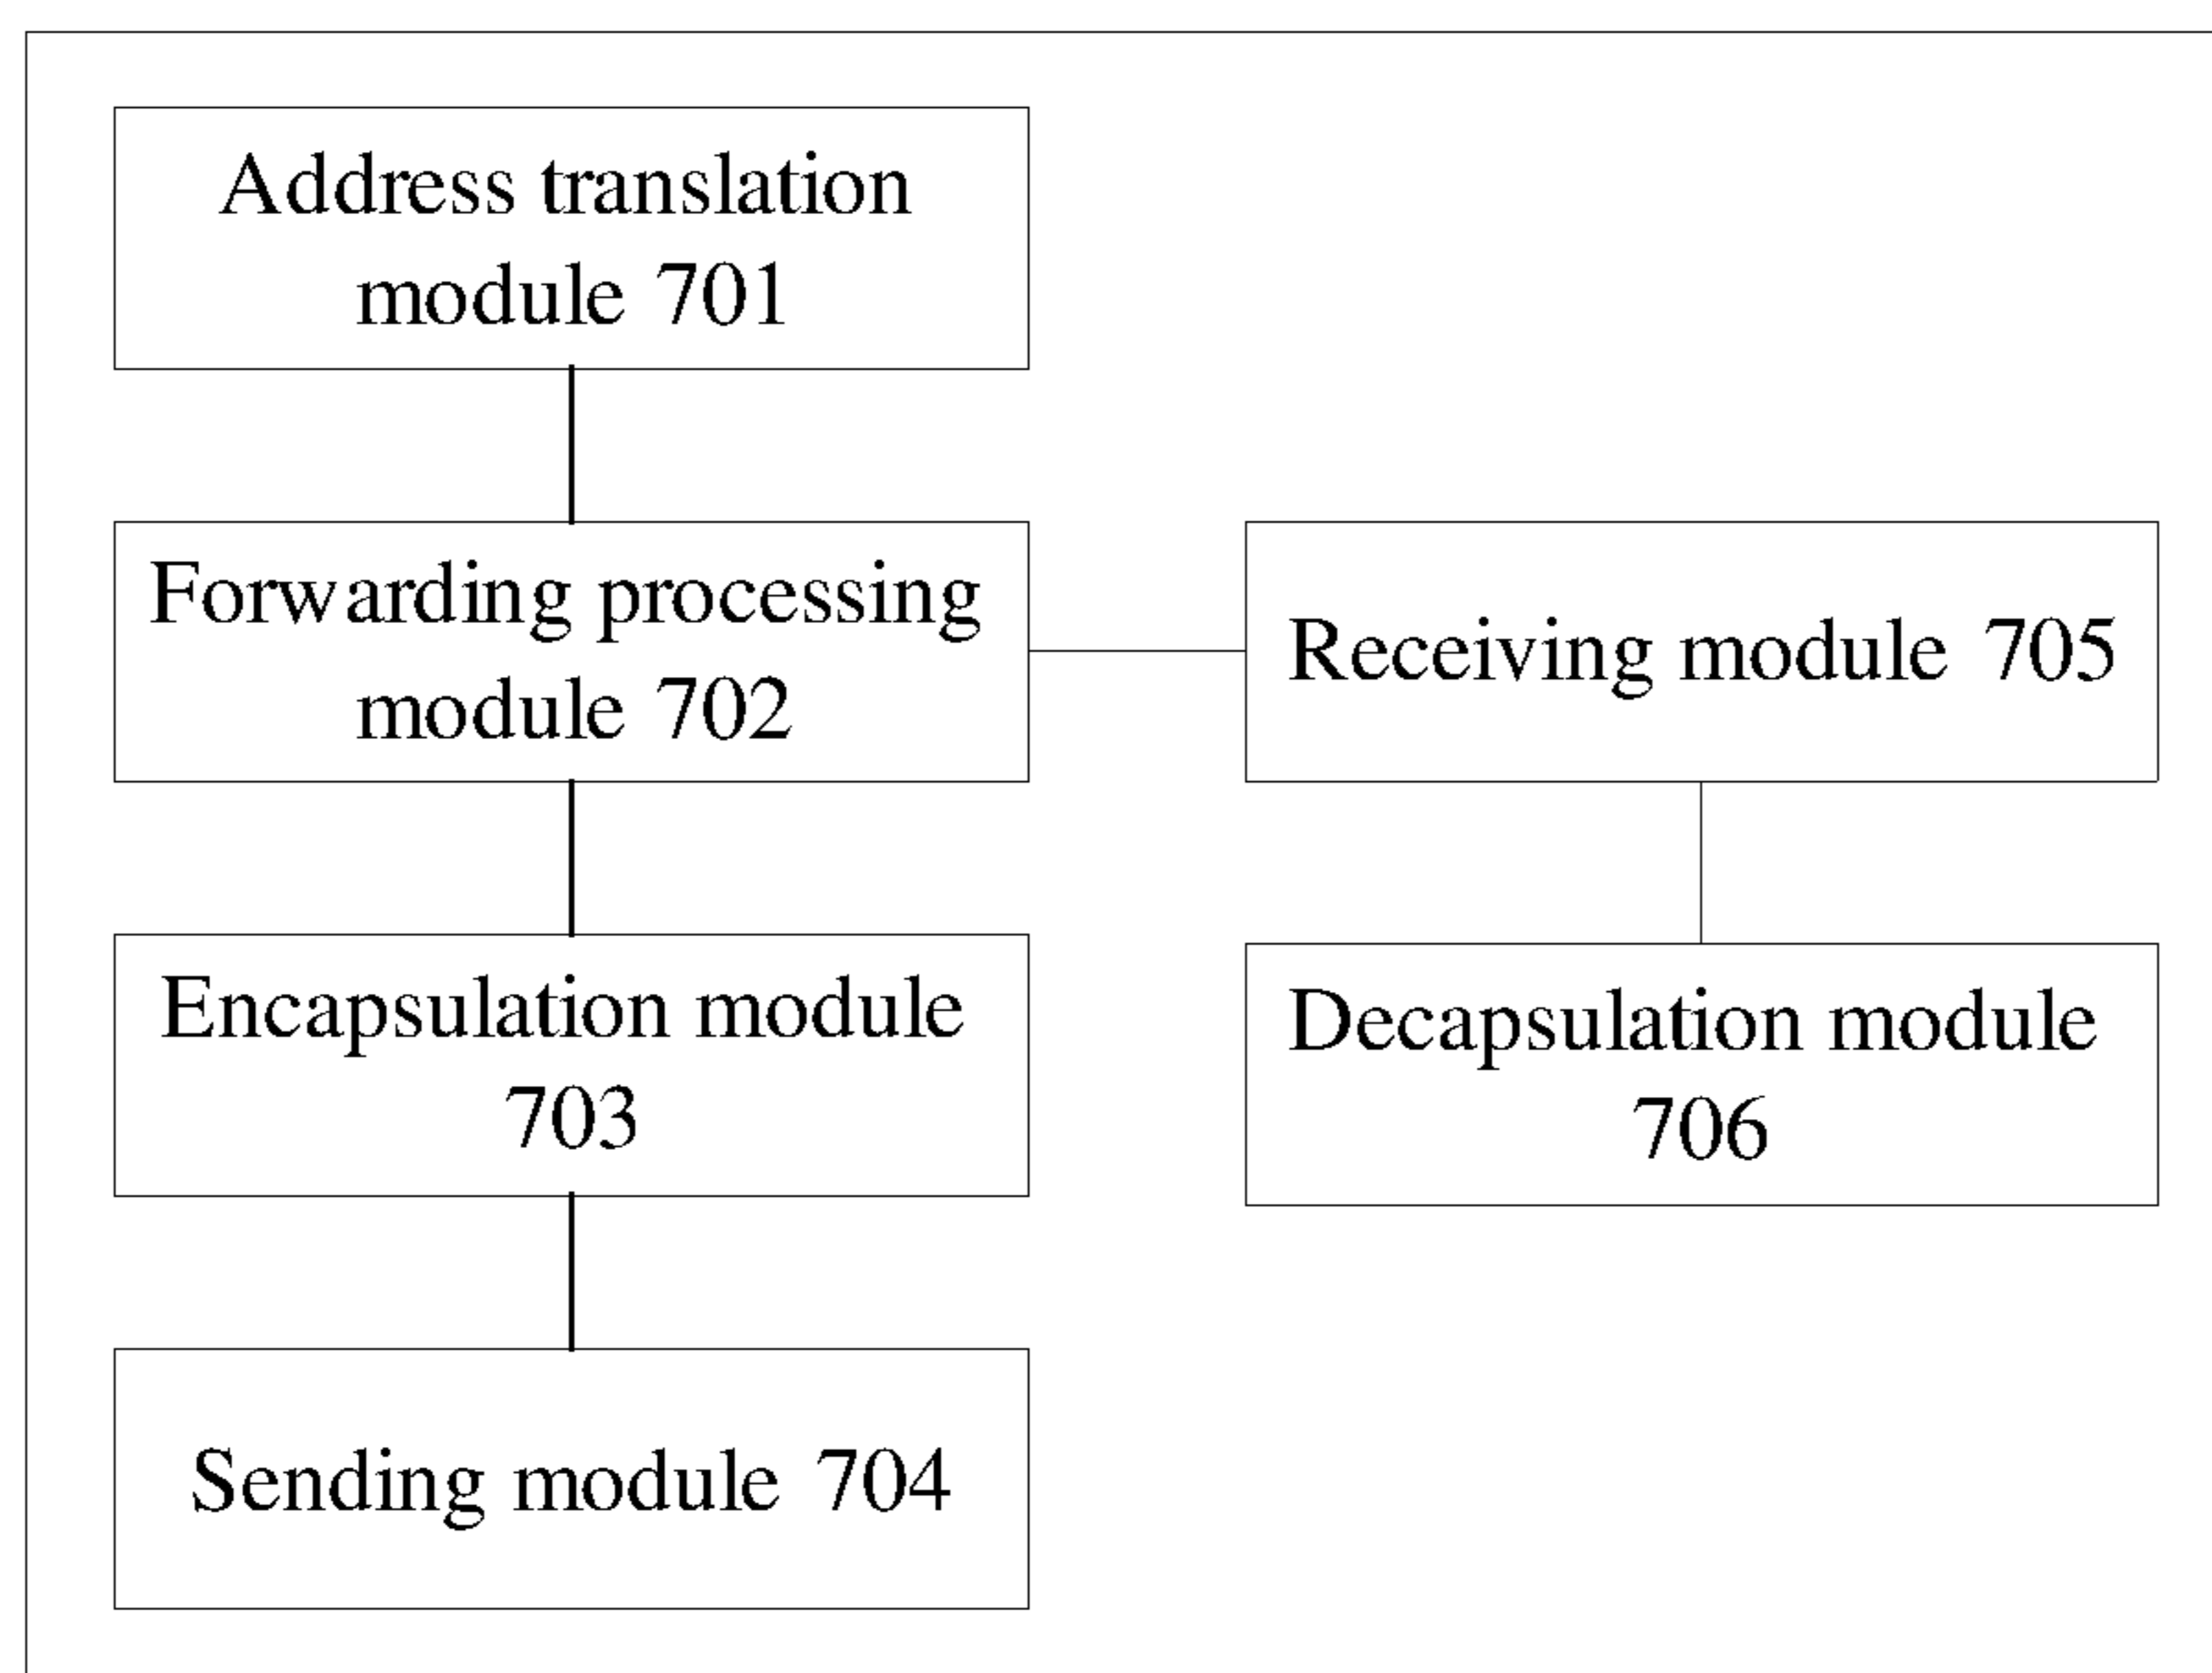 Address translation
module 701
Forwarding processing
module 702
Receiving module 705
Encapsulation module
703
Decapsulation module
706
Sending module 704